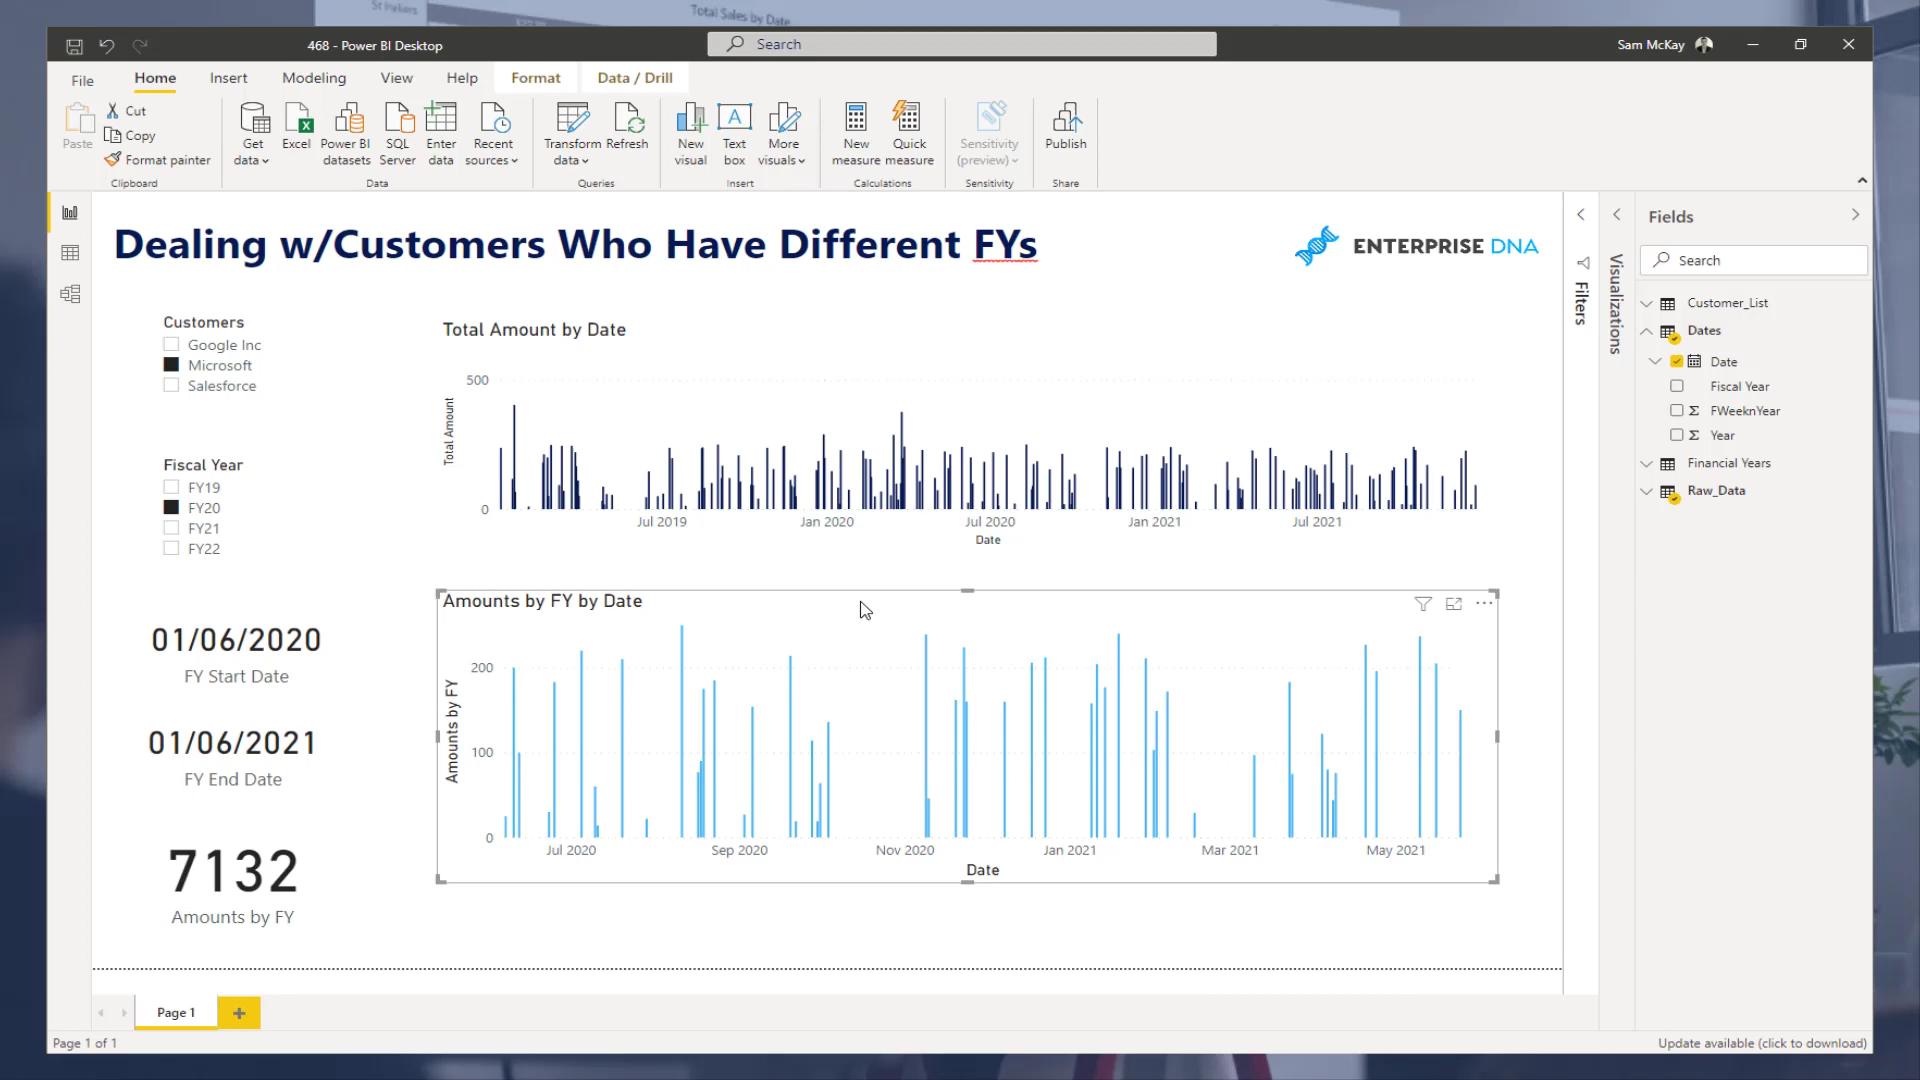 St Retailers
Total Sales by Date
468 - Power BI Desktop
Search
Sam McKay
File
Home
Insert
Modeling
View
Help
Format
Data / Drill
Paste
Cut
Copy
Format painter
Clipboard
Get data
Excel
Power BI datasets
SQL Server
Enter data
Recent sources
Data
Transform data
Refresh
Queries
New visual
Text box
More visuals
Insert
New measure
Quick measure
Calculations
Sensitivity (preview)
Sensitivity
Publish
Share
Dealing w/Customers Who Have Different FYs
ENTERPRISE DNA
Customers
Google Inc
Microsoft
Salesforce
Fiscal Year
FY19
FY20
FY21
FY22
01/06/2020
FY Start Date
01/06/2021
FY End Date
7132
Amounts by FY
Total Amount by Date
Total Amount
500
0
Jul 2019
Jan 2020
Jul 2020
Jan 2021
Jul 2021
Date
Amounts by FY by Date
Amounts by FY
200
100
0
Jul 2020
Sep 2020
Nov 2020
Jan 2021
Mar 2021
May 2021
Date
Filters
Visualizations
Fields
Search
Customer_List
Dates
Date
Fiscal Year
FWeeknYear
Year
Financial Years
Raw_Data
Page 1
Page 1 of 1
Update available (click to download)